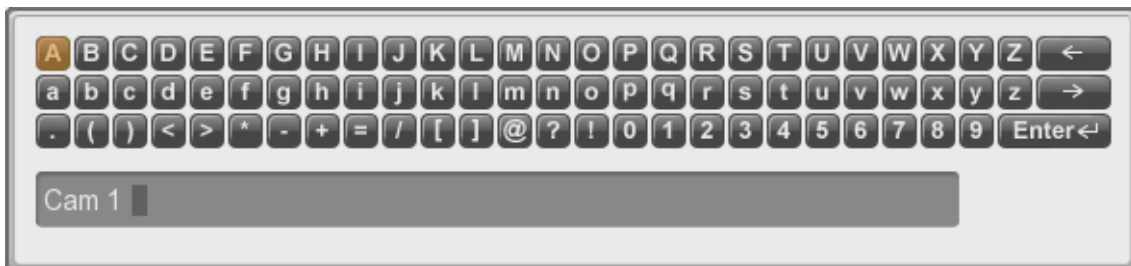 A B C D E F G H I J K L M N O P Q R S T U V W X Y Z ←
a b c d e f g h i j k l m n o p q r s t u v w x y z →
. ( ) < > * - + = / [ ] @ ? ! 0 1 2 3 4 5 6 7 8 9 Enter↵
Cam 1